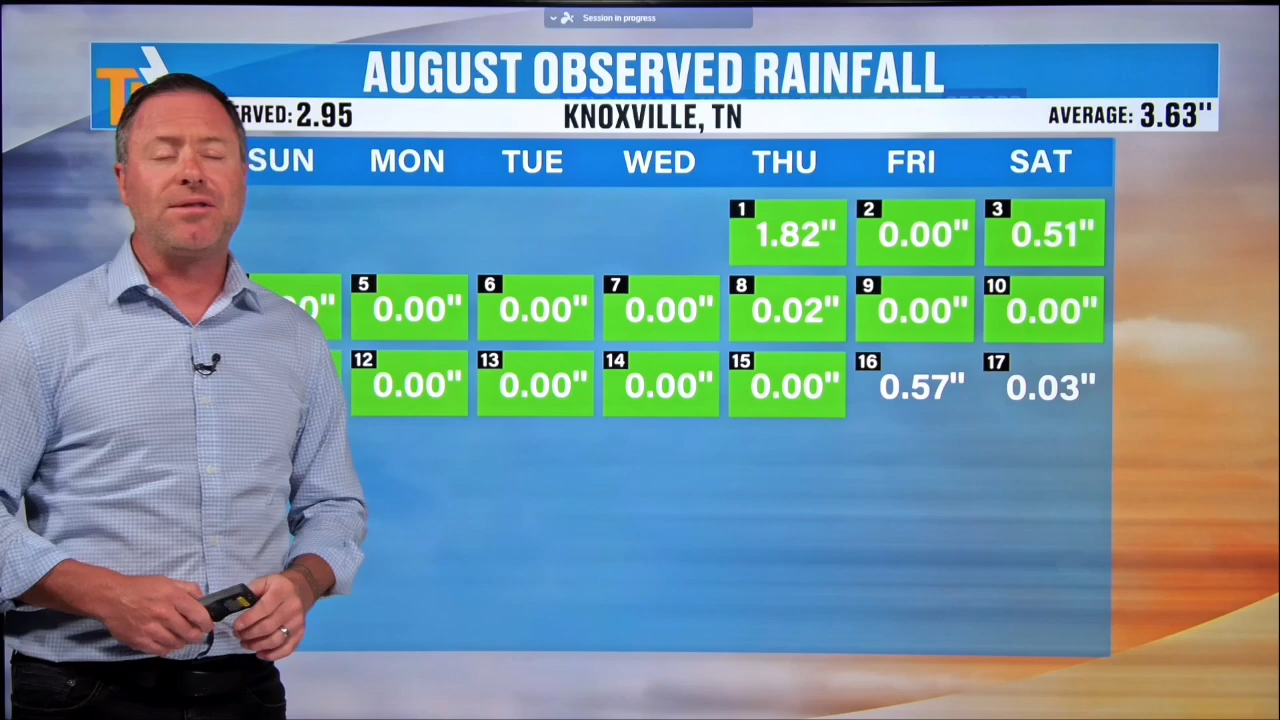 Session in progress
AUGUST OBSERVED RAINFALL
RVED: 2.95 KNOXVILLE, TN AVERAGE: 3.63"
SUN MON TUE WED THU FRI SAT
1 2 3
1.82" 0.00" 0.51"
5 6 7 8 9 10
00" 0.00" 0.00" 0.00" 0.02" 0.00" 0.00"
12 13 14 15 16 17
0.00" 0.00" 0.00" 0.00" 0.57" 0.03"